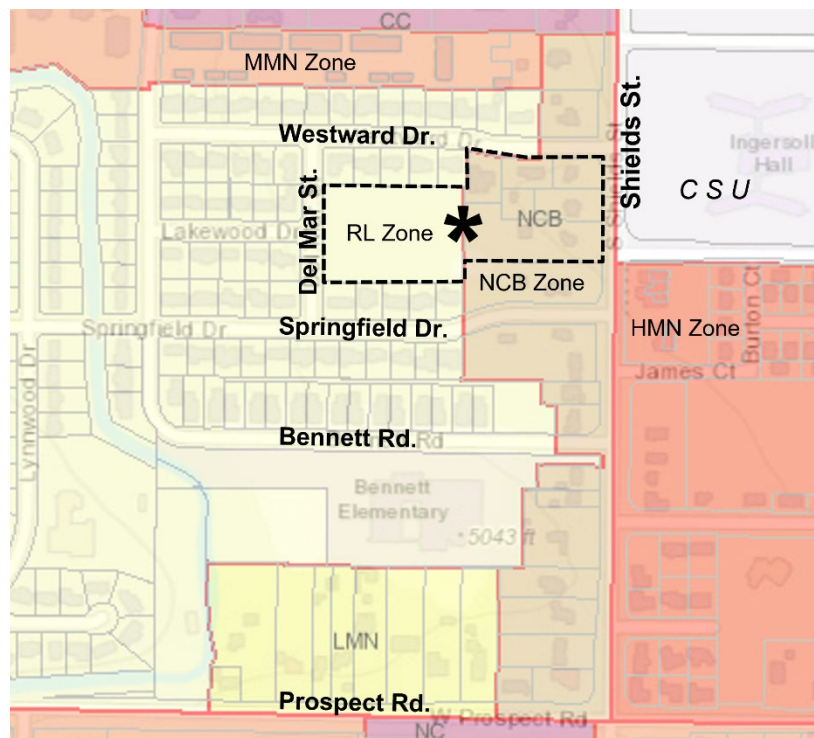 CC
MMN Zone
Westward Dr.
Shields St.
Ingersoll
Hall
C S U
S Shields St
Del Mar St.
Lakewood Dr
RL Zone
*
NCB
NCB Zone
Springfield Dr
Springfield Dr.
HMN Zone
Burton Ct
James Ct
Lynnwood Dr
Bennett Rd.
Rd
Bennett
Elementary
5043 ft
LMN
Prospect Rd.
W Prospect Rd
NC